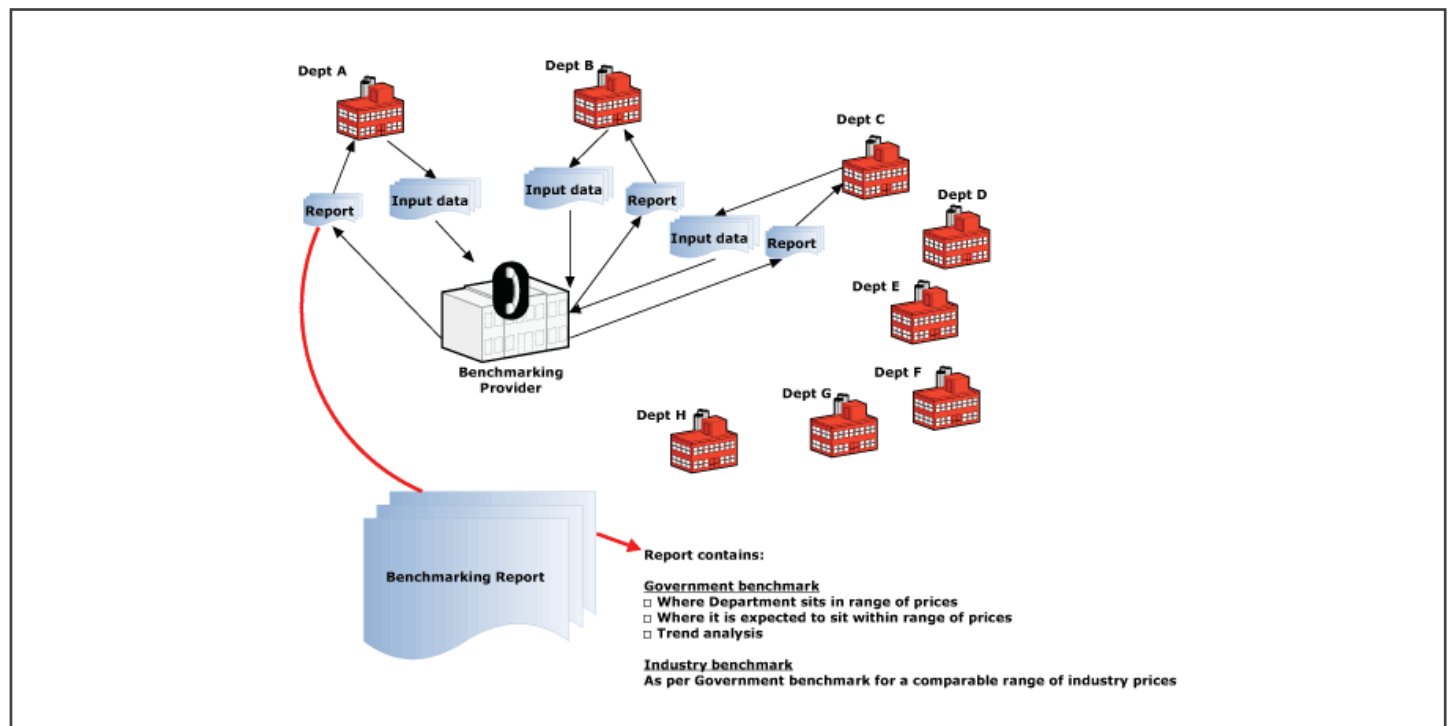 Dept A
Dept B
Dept C
Dept D
Dept E
Dept F
Dept G
Dept H
Report
Input data
Input data
Report
Input data
Report
Benchmarking
Provider
Benchmarking Report
Report contains:
Government benchmark
□ Where Department sits in range of prices
□ Where it is expected to sit within range of prices
□ Trend analysis
Industry benchmark
As per Government benchmark for a comparable range of industry prices